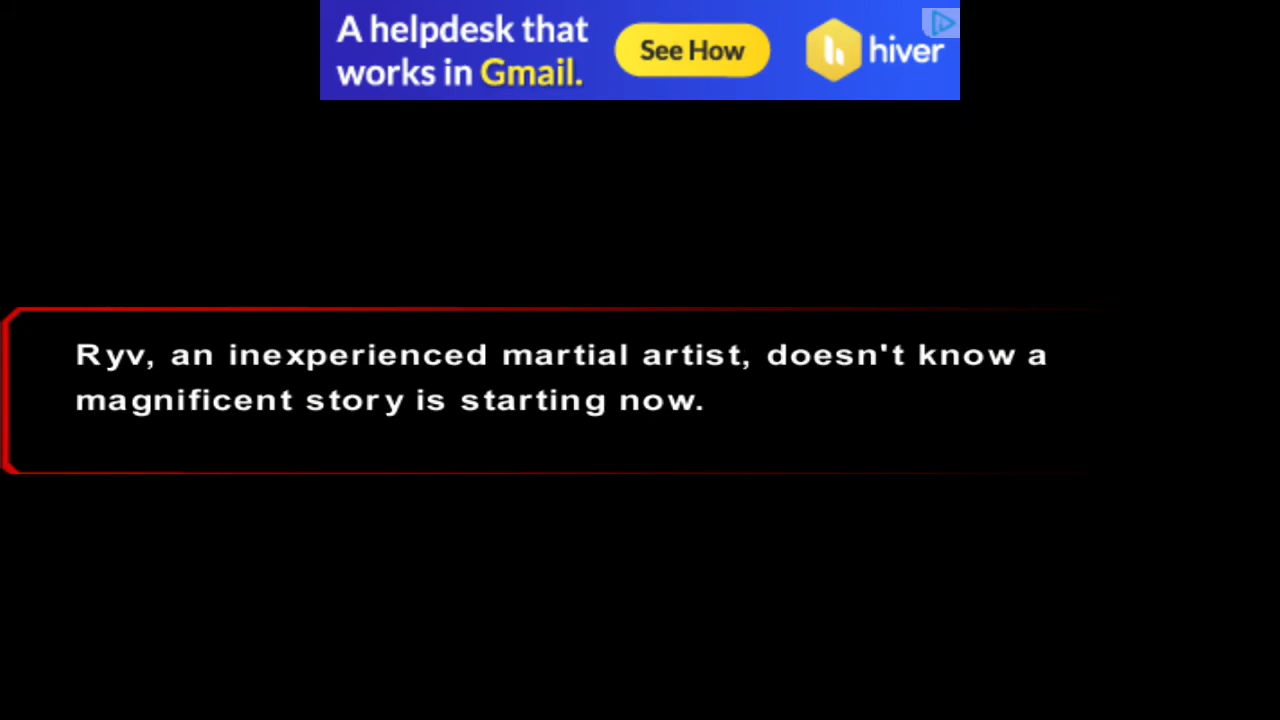 A helpdesk that
works in Gmail.
See How
hiver
Ryv, an inexperienced martial artist, doesn't know a
magnificent story is starting now.